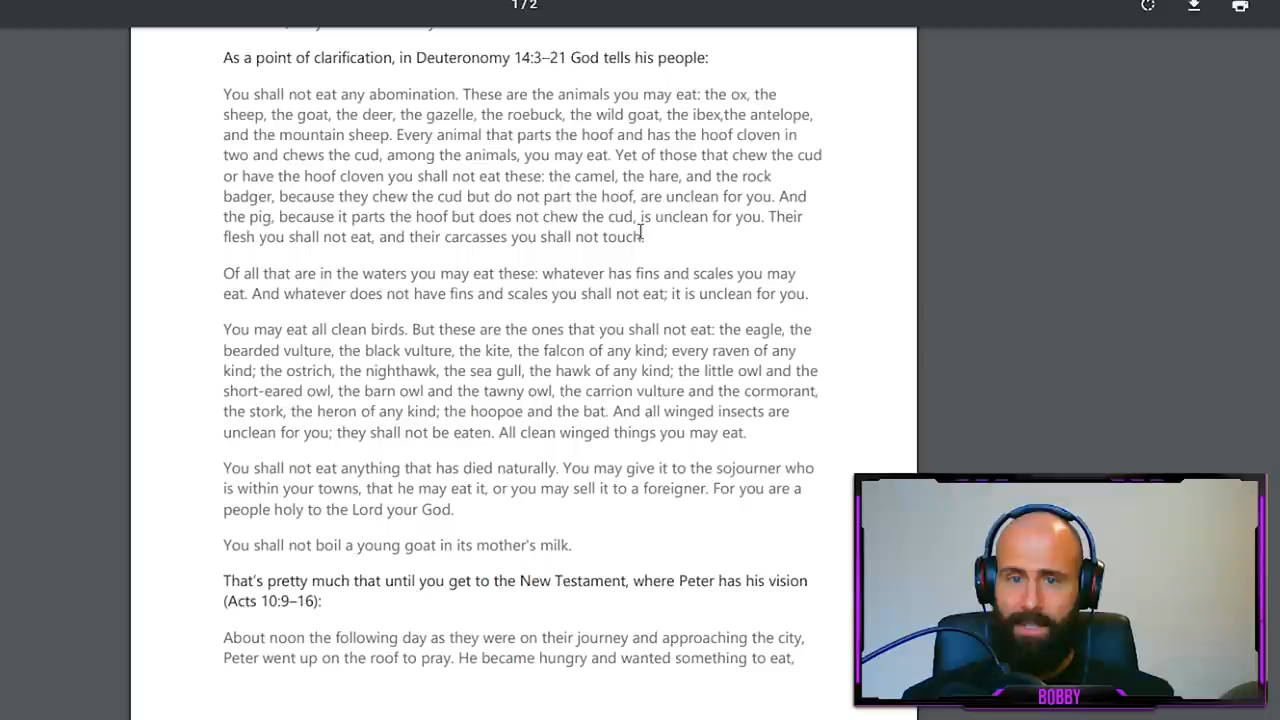 1/2
As a point of clarification, in Deuteronomy 14:3–21 God tells his people:
You shall not eat any abomination. These are the animals you may eat: the ox, the
sheep, the goat, the deer, the gazelle, the roebuck, the wild goat, the ibex,the antelope,
and the mountain sheep. Every animal that parts the hoof and has the hoof cloven in
two and chews the cud, among the animals, you may eat. Yet of those that chew the cud
or have the hoof cloven you shall not eat these: the camel, the hare, and the rock
badger, because they chew the cud but do not part the hoof, are unclean for you. And
the pig, because it parts the hoof but does not chew the cud, is unclean for you. Their
flesh you shall not eat, and their carcasses you shall not touch.
Of all that are in the waters you may eat these: whatever has fins and scales you may
eat. And whatever does not have fins and scales you shall not eat; it is unclean for you.
You may eat all clean birds. But these are the ones that you shall not eat: the eagle, the
bearded vulture, the black vulture, the kite, the falcon of any kind; every raven of any
kind; the ostrich, the nighthawk, the sea gull, the hawk of any kind; the little owl and the
short-eared owl, the barn owl and the tawny owl, the carrion vulture and the cormorant,
the stork, the heron of any kind; the hoopoe and the bat. And all winged insects are
unclean for you; they shall not be eaten. All clean winged things you may eat.
You shall not eat anything that has died naturally. You may give it to the sojourner who
is within your towns, that he may eat it, or you may sell it to a foreigner. For you are a
people holy to the Lord your God.
You shall not boil a young goat in its mother's milk.
That's pretty much that until you get to the New Testament, where Peter has his vision
(Acts 10:9–16):
About noon the following day as they were on their journey and approaching the city,
Peter went up on the roof to pray. He became hungry and wanted something to eat,
BOBBY